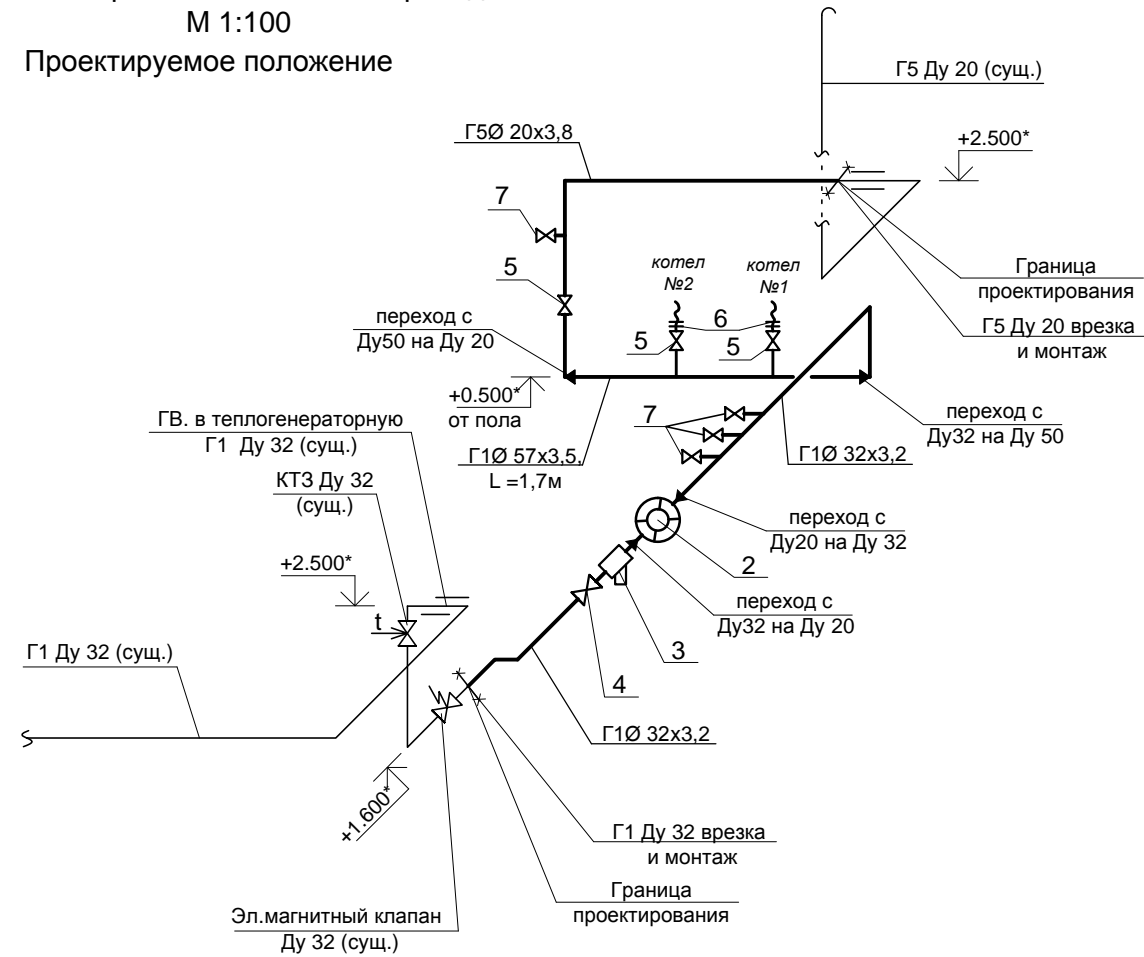 М 1:100
Проектируемое положение
Г5 Ду 20 (сущ.)
Г5Ø 20х3,8
+2.500*
7
5
котел
№2
котел
№1
6
5
5
Граница
проектирования
Г5 Ду 20 врезка
и монтаж
переход с
Ду50 на Ду 20
+0.500*
от пола
ГВ. в теплогенераторную
Г1 Ду 32 (сущ.)
Г1Ø 57х3,5,
L =1,7м
7
Г1Ø 32х3,2
переход с
Ду32 на Ду 50
КТЗ Ду 32
(сущ.)
переход с
Ду20 на Ду 32
2
+2.500*
t
переход с
Ду32 на Ду 20
3
4
Г1 Ду 32 (сущ.)
Г1Ø 32х3,2
+1.600*
Г1 Ду 32 врезка
и монтаж
Граница
проектирования
Эл.магнитный клапан
Ду 32 (сущ.)